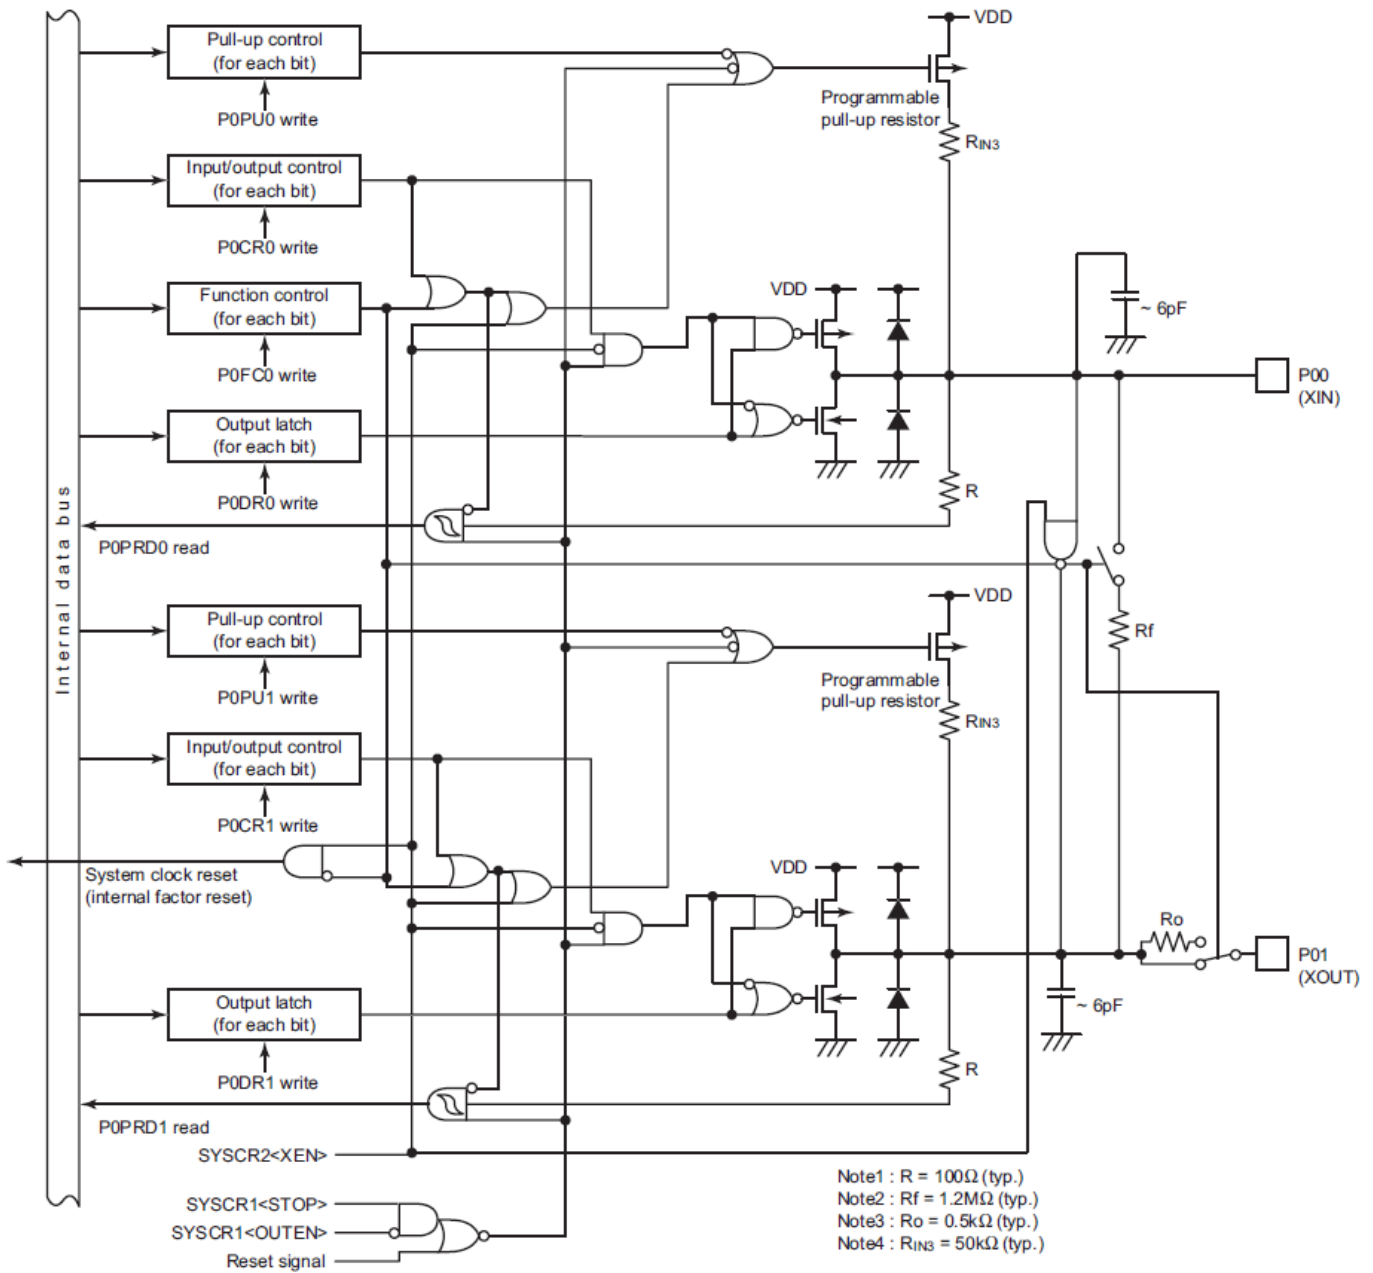 VDD
Pull-up control
(for each bit)
P0PU0 write
Programmable
pull-up resistor
RIN3
Input/output control
(for each bit)
P0CR0 write
Function control
(for each bit)
P0FC0 write
VDD
~ 6pF
P00
(XIN)
Output latch
(for each bit)
P0DR0 write
R
P0PRD0 read
Internal data bus
VDD
Pull-up control
(for each bit)
P0PU1 write
Rf
Programmable
pull-up resistor
RIN3
Input/output control
(for each bit)
P0CR1 write
System clock reset
(internal factor reset)
VDD
Ro
P01
(XOUT)
Output latch
(for each bit)
~ 6pF
P0DR1 write
R
P0PRD1 read
SYSCR2<XEN>
SYSCR1<STOP>
SYSCR1<OUTEN>
Reset signal
Note1 : R = 100Ω (typ.)
Note2 : Rf = 1.2MΩ (typ.)
Note3 : Ro = 0.5kΩ (typ.)
Note4 : RIN3 = 50kΩ (typ.)